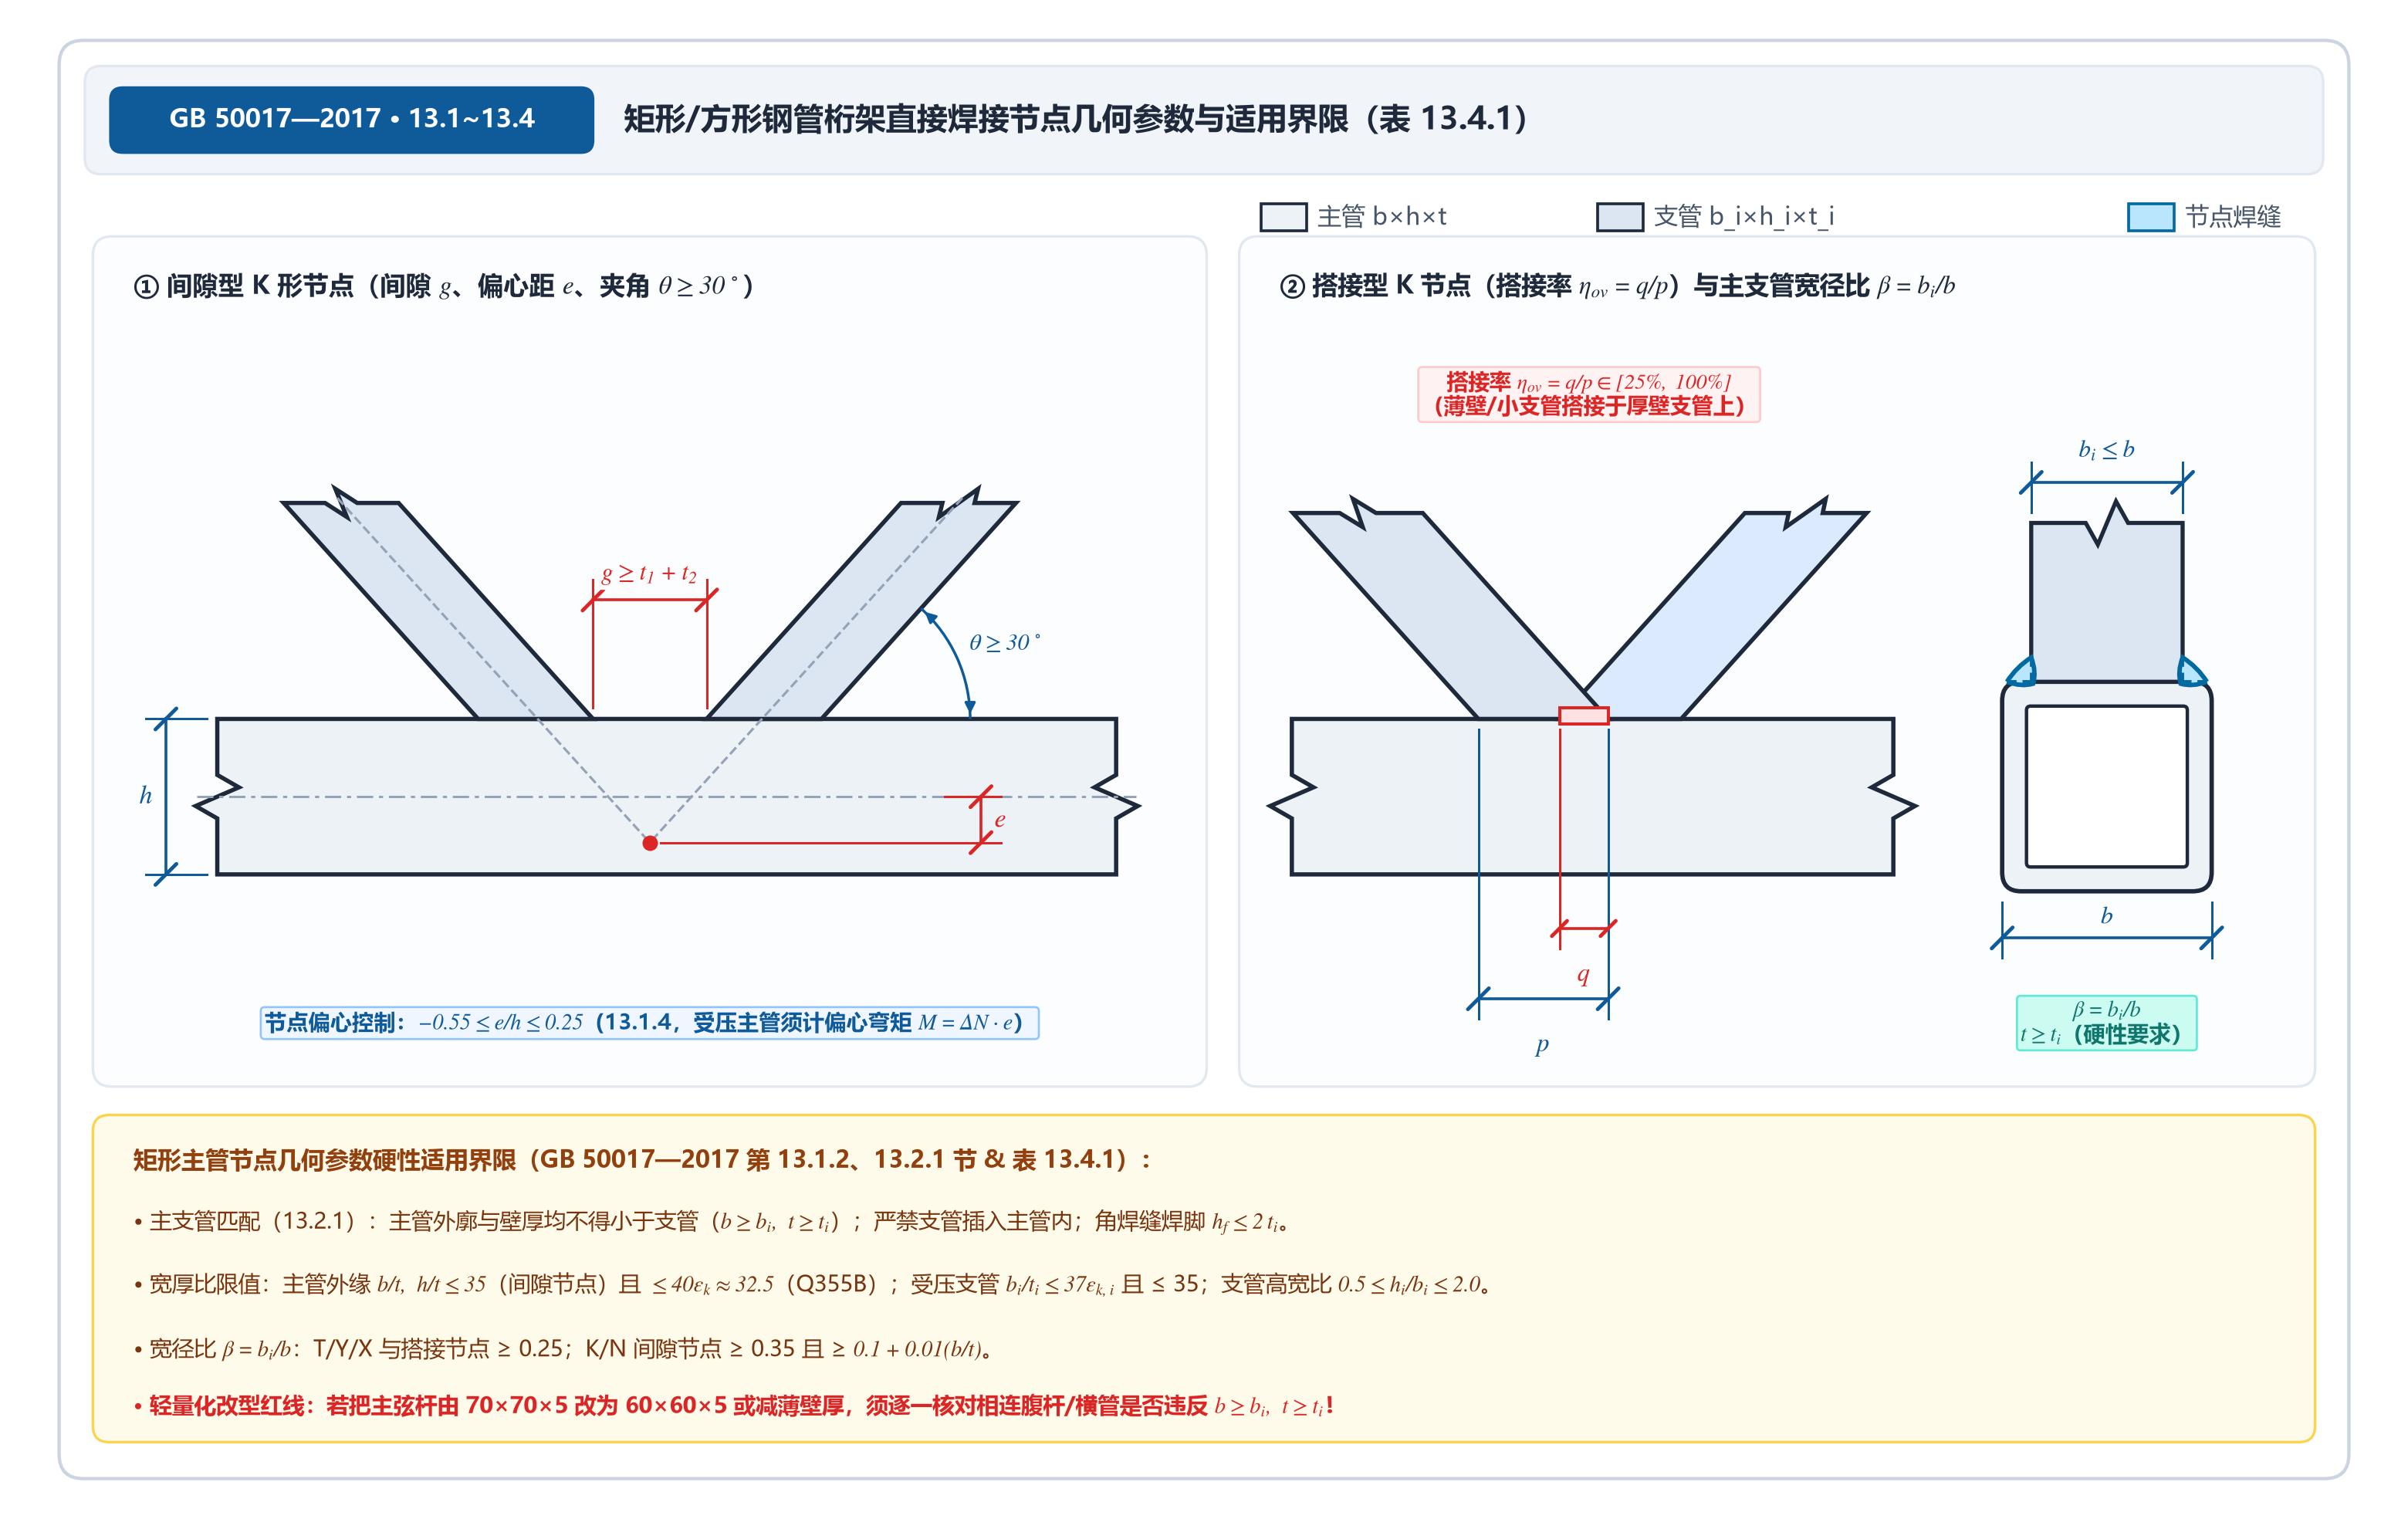 GB 50017—2017 • 13.1~13.4
矩形/方形钢管桁架直接焊接节点几何参数与适用界限（表 13.4.1）
主管 b×h×t
支管 b_i×h_i×t_i
节点焊缝
① 间隙型 K 形节点（间隙 g、偏心距 e、夹角 θ ≥ 30°）
g ≥ t₁ + t₂
θ ≥ 30°
h
e
节点偏心控制：−0.55 ≤ e/h ≤ 0.25（13.1.4，受压主管须计偏心弯矩 M = ΔN · e）
② 搭接型 K 节点（搭接率 η_ov = q/p）与主支管宽径比 β = b_i/b
搭接率 η_ov = q/p ∈ [25%, 100%]
（薄壁/小支管搭接于厚壁支管上）
b_i ≤ b
b
q
p
β = b_i/b
t ≥ t_i（硬性要求）
矩形主管节点几何参数硬性适用界限（GB 50017—2017 第 13.1.2、13.2.1 节 & 表 13.4.1）：
• 主支管匹配（13.2.1）：主管外廓与壁厚均不得小于支管（b ≥ b_i, t ≥ t_i）；严禁支管插入主管内；角焊缝焊脚 h_f ≤ 2 t_i。
• 宽厚比限值：主管外缘 b/t, h/t ≤ 35（间隙节点）且 ≤ 40ε_k ≈ 32.5（Q355B）；受压支管 b_i/t_i ≤ 37ε_k, i 且 ≤ 35；支管高宽比 0.5 ≤ h_i/b_i ≤ 2.0。
• 宽径比 β = b_i/b：T/Y/X 与搭接节点 ≥ 0.25；K/N 间隙节点 ≥ 0.35 且 ≥ 0.1 + 0.01(b/t)。
• 轻量化改型红线：若把主弦杆由 70×70×5 改为 60×60×5 或减薄壁厚，须逐一核对相连腹杆/横管是否违反 b ≥ b_i, t ≥ t_i！